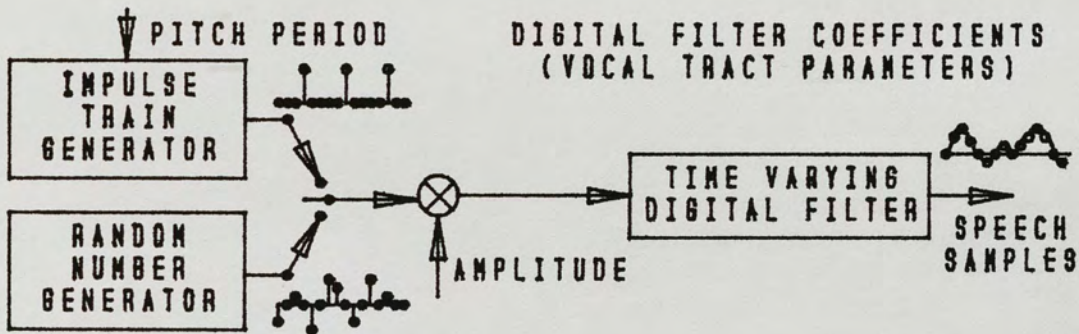 PITCH PERIOD
DIGITAL FILTER COEFFICIENTS
(VOCAL TRACT PARAMETERS)
IMPULSE
TRAIN
GENERATOR
TIME VARYING
DIGITAL FILTER
RANDOM
NUMBER
GENERATOR
AMPLITUDE
SPEECH
SAMPLES